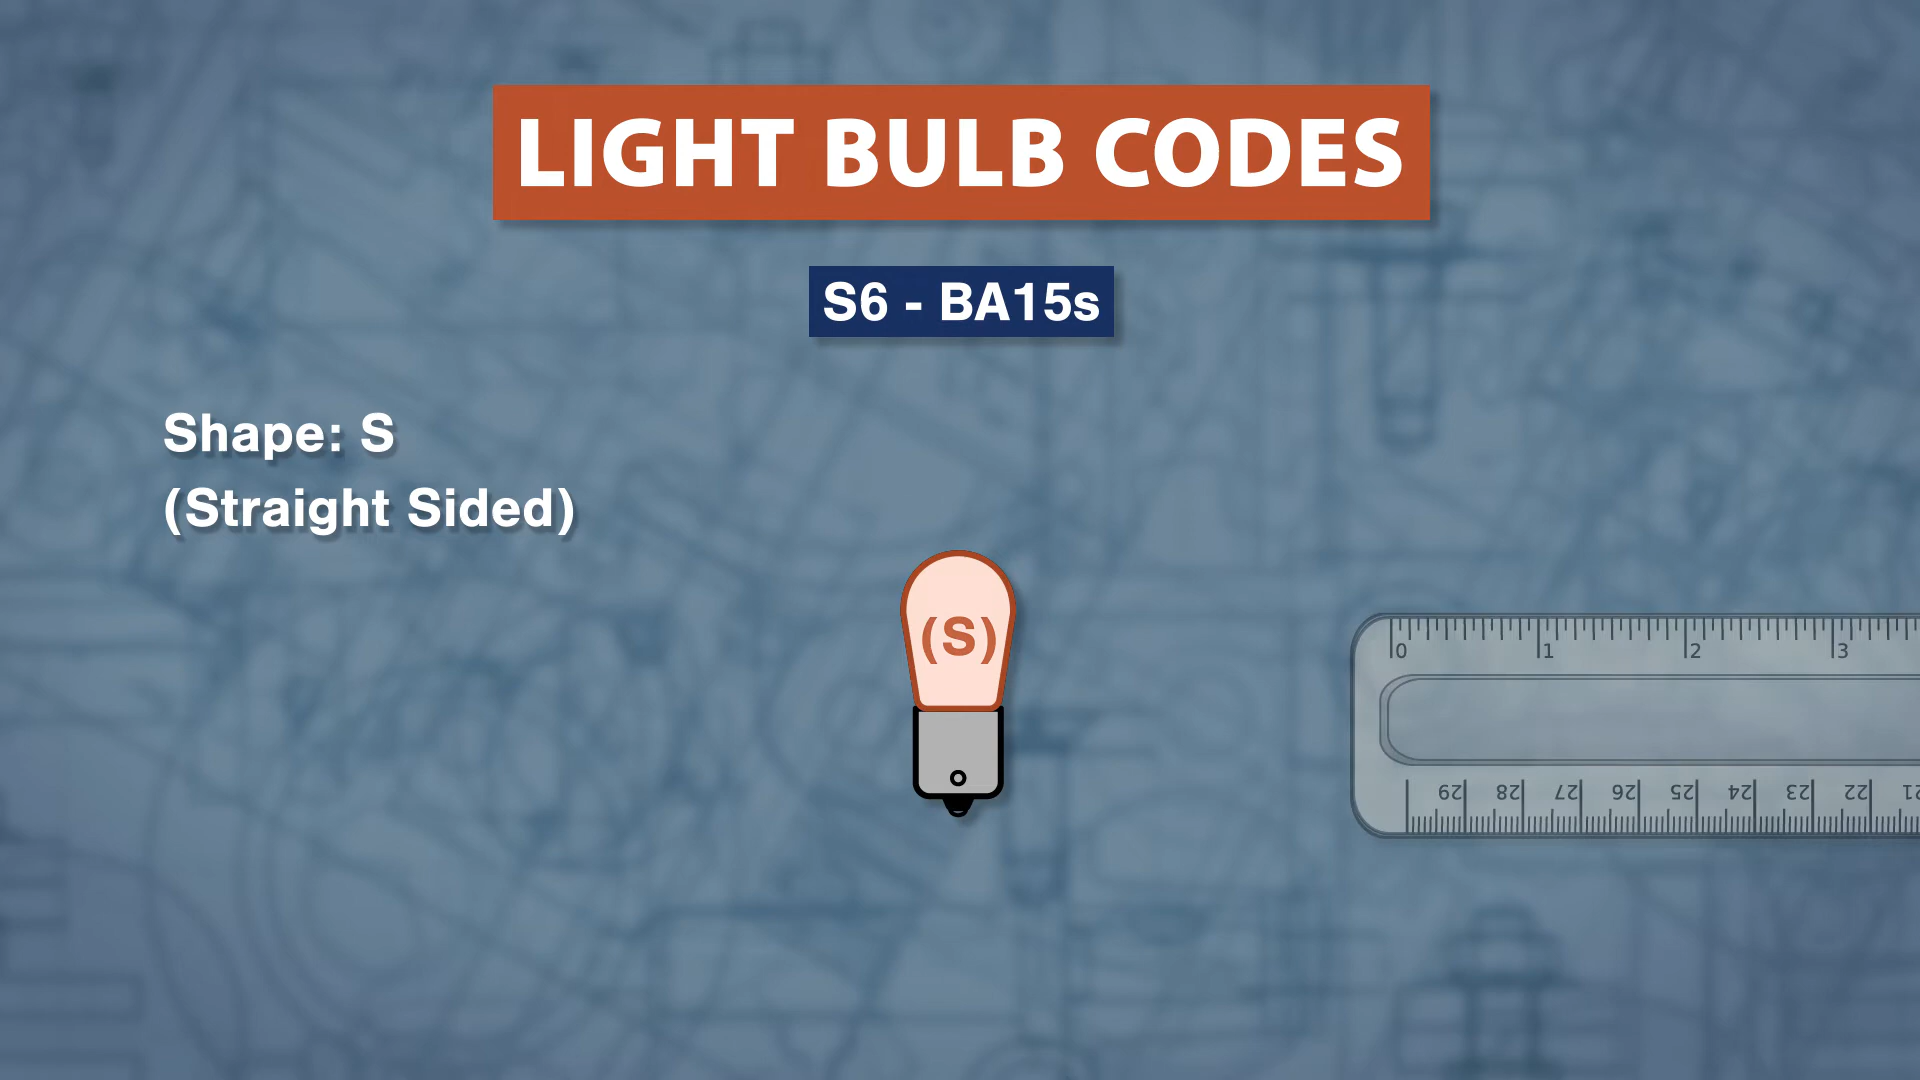 LIGHT BULB CODES
S6 - BA15s
Shape: S
(Straight Sided)
(S)
0 1 2 3
29 28 27 26 25 24 23 22 21